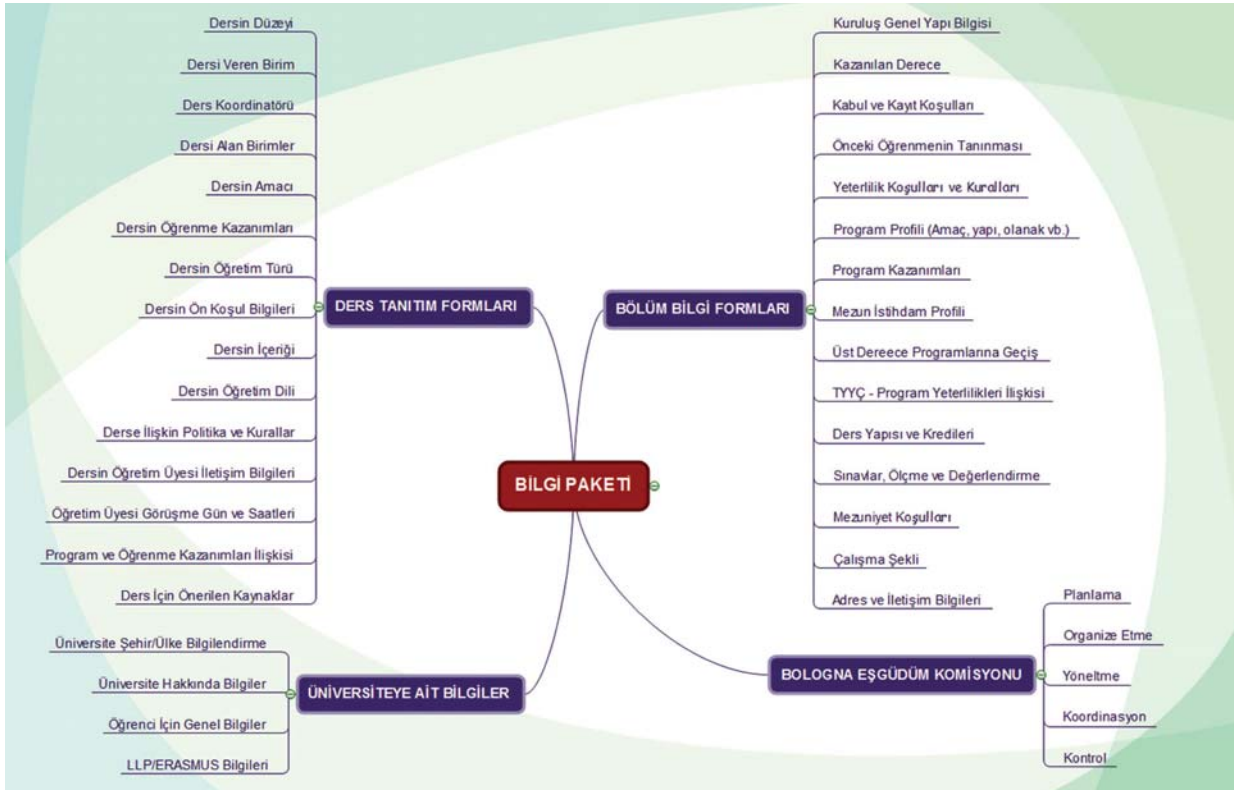 Dersin Düzeyi
Dersi Veren Birim
Ders Koordinatörü
Dersi Alan Birimler
Dersin Amacı
Dersin Öğrenme Kazanımları
Dersin Öğretim Türü
Dersin Ön Koşul Bilgileri
Dersin İçeriği
Dersin Öğretim Dili
Derse İlişkin Politika ve Kurallar
Dersin Öğretim Üyesi İletişim Bilgileri
Öğretim Üyesi Görüşme Gün ve Saatleri
Program ve Öğrenme Kazanımları İlişkisi
Ders İçin Önerilen Kaynaklar
DERS TANITIM FORMLARI
Kuruluş Genel Yapı Bilgisi
Kazanılan Derece
Kabul ve Kayıt Koşulları
Önceki Öğrenmenin Tanınması
Yeterlilik Koşulları ve Kuralları
Program Profili (Amaç, yapı, olanak vb.)
Program Kazanımları
Mezun İstihdam Profili
Üst Dereece Programlarına Geçiş
TYYÇ - Program Yeterlilikleri İlişkisi
Ders Yapısı ve Kredileri
Sınavlar, Ölçme ve Değerlendirme
Mezuniyet Koşulları
Çalışma Şekli
Adres ve İletişim Bilgileri
BÖLÜM BİLGİ FORMLARI
BİLGİ PAKETİ
Üniversite Şehir/Ülke Bilgilendirme
Üniversite Hakkında Bilgiler
Öğrenci İçin Genel Bilgiler
LLP/ERASMUS Bilgileri
ÜNİVERSİTEYE AİT BİLGİLER
BOLOGNA EŞGÜDÜM KOMİSYONU
Planlama
Organize Etme
Yöneltme
Koordinasyon
Kontrol